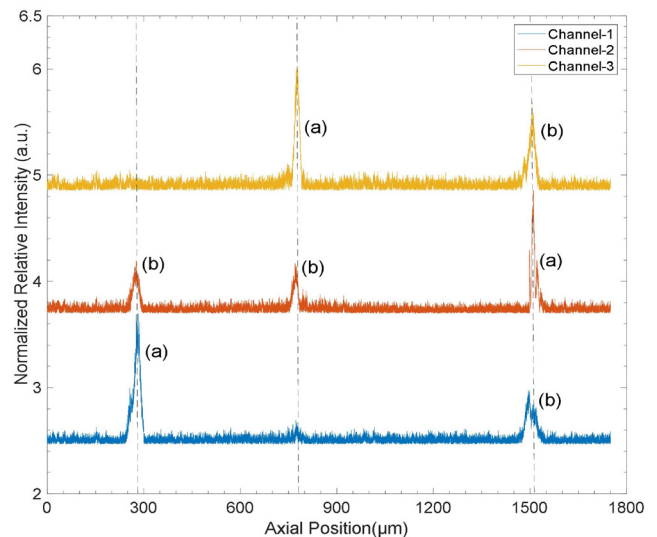 6.5
6
5
4
3
2
Normalized Relative Intensity (a.u.)
Channel-1
Channel-2
Channel-3
(a)
(b)
(b)
(b)
(a)
(a)
(b)
0 300 600 900 1200 1500 1800
Axial Position(μm)